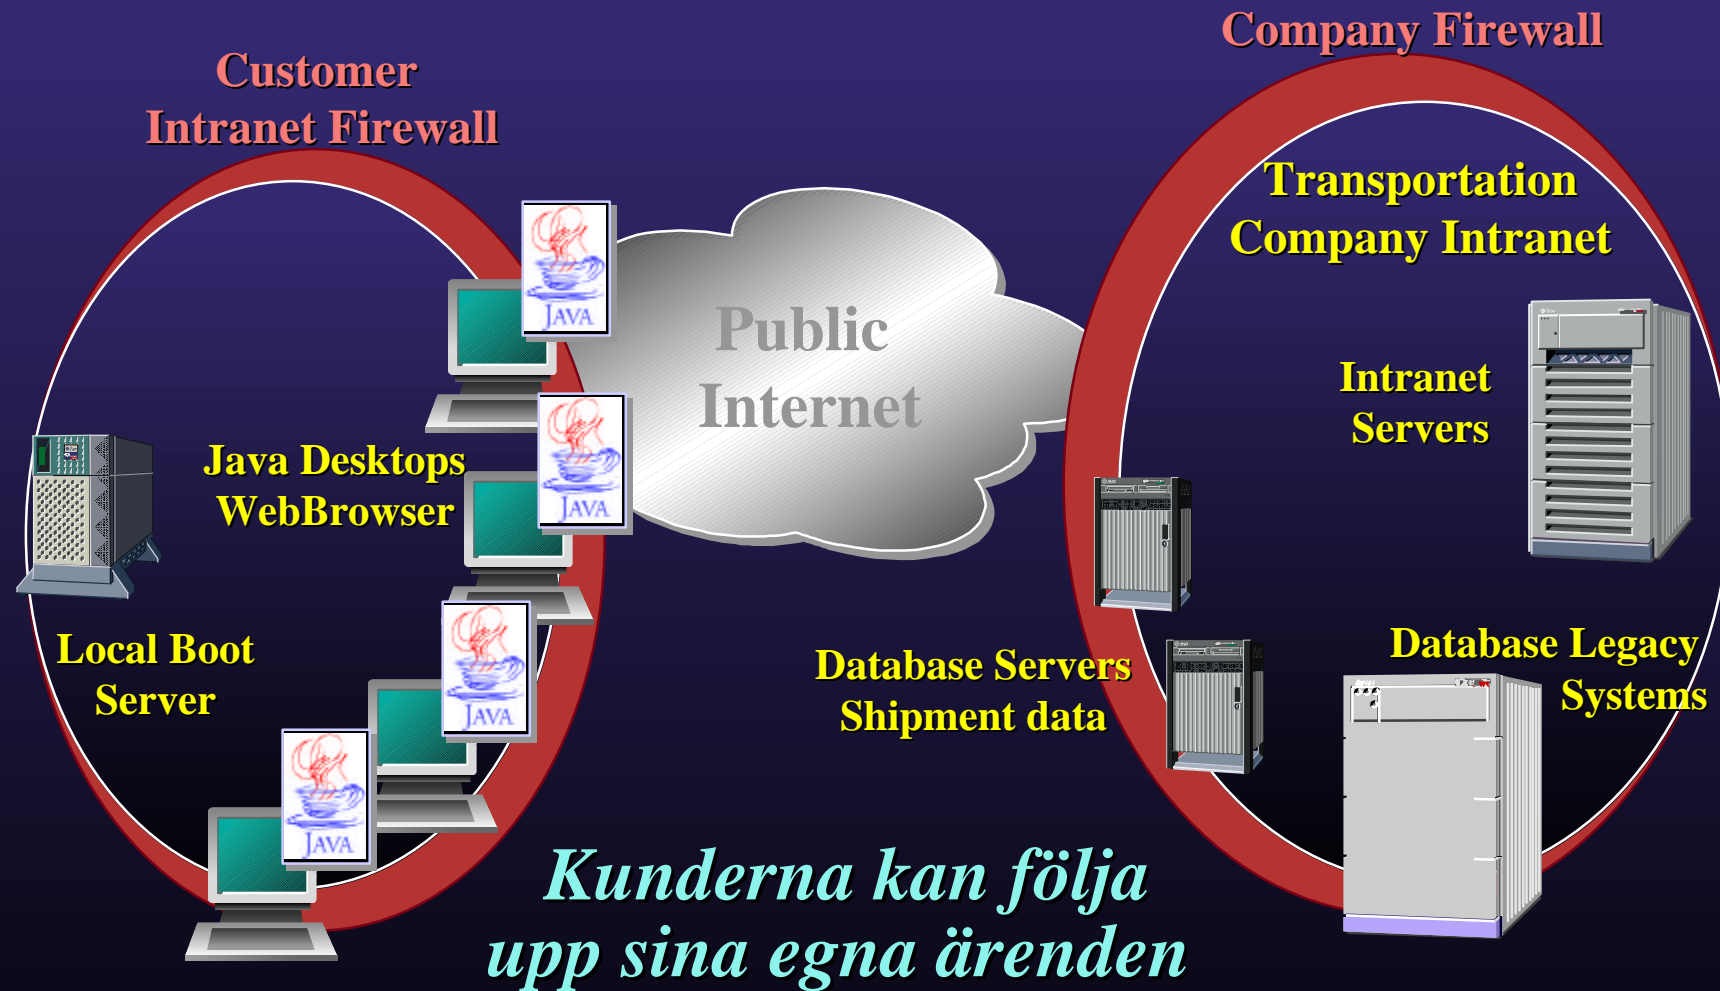 Customer
Intranet Firewall
Company Firewall
Transportation
Company Intranet
Public
Internet
Intranet
Servers
Java Desktops
WebBrowser
Local Boot
Server
Database Servers
Shipment data
Database Legacy
Systems
JAVA
JAVA
JAVA
JAVA
Kunderna kan följa
upp sina egna ärenden